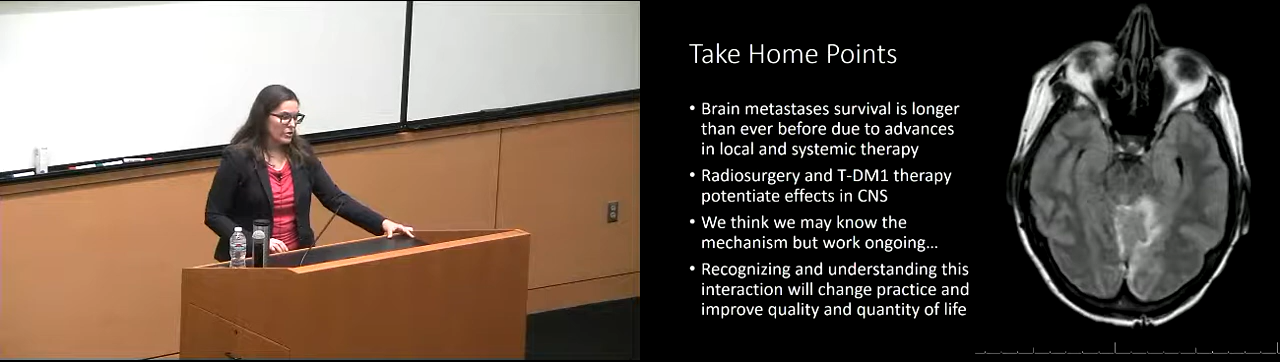 Take Home Points
• Brain metastases survival is longer
than ever before due to advances
in local and systemic therapy
• Radiosurgery and T-DM1 therapy
potentiate effects in CNS
• We think we may know the
mechanism but work ongoing...
• Recognizing and understanding this
interaction will change practice and
improve quality and quantity of life